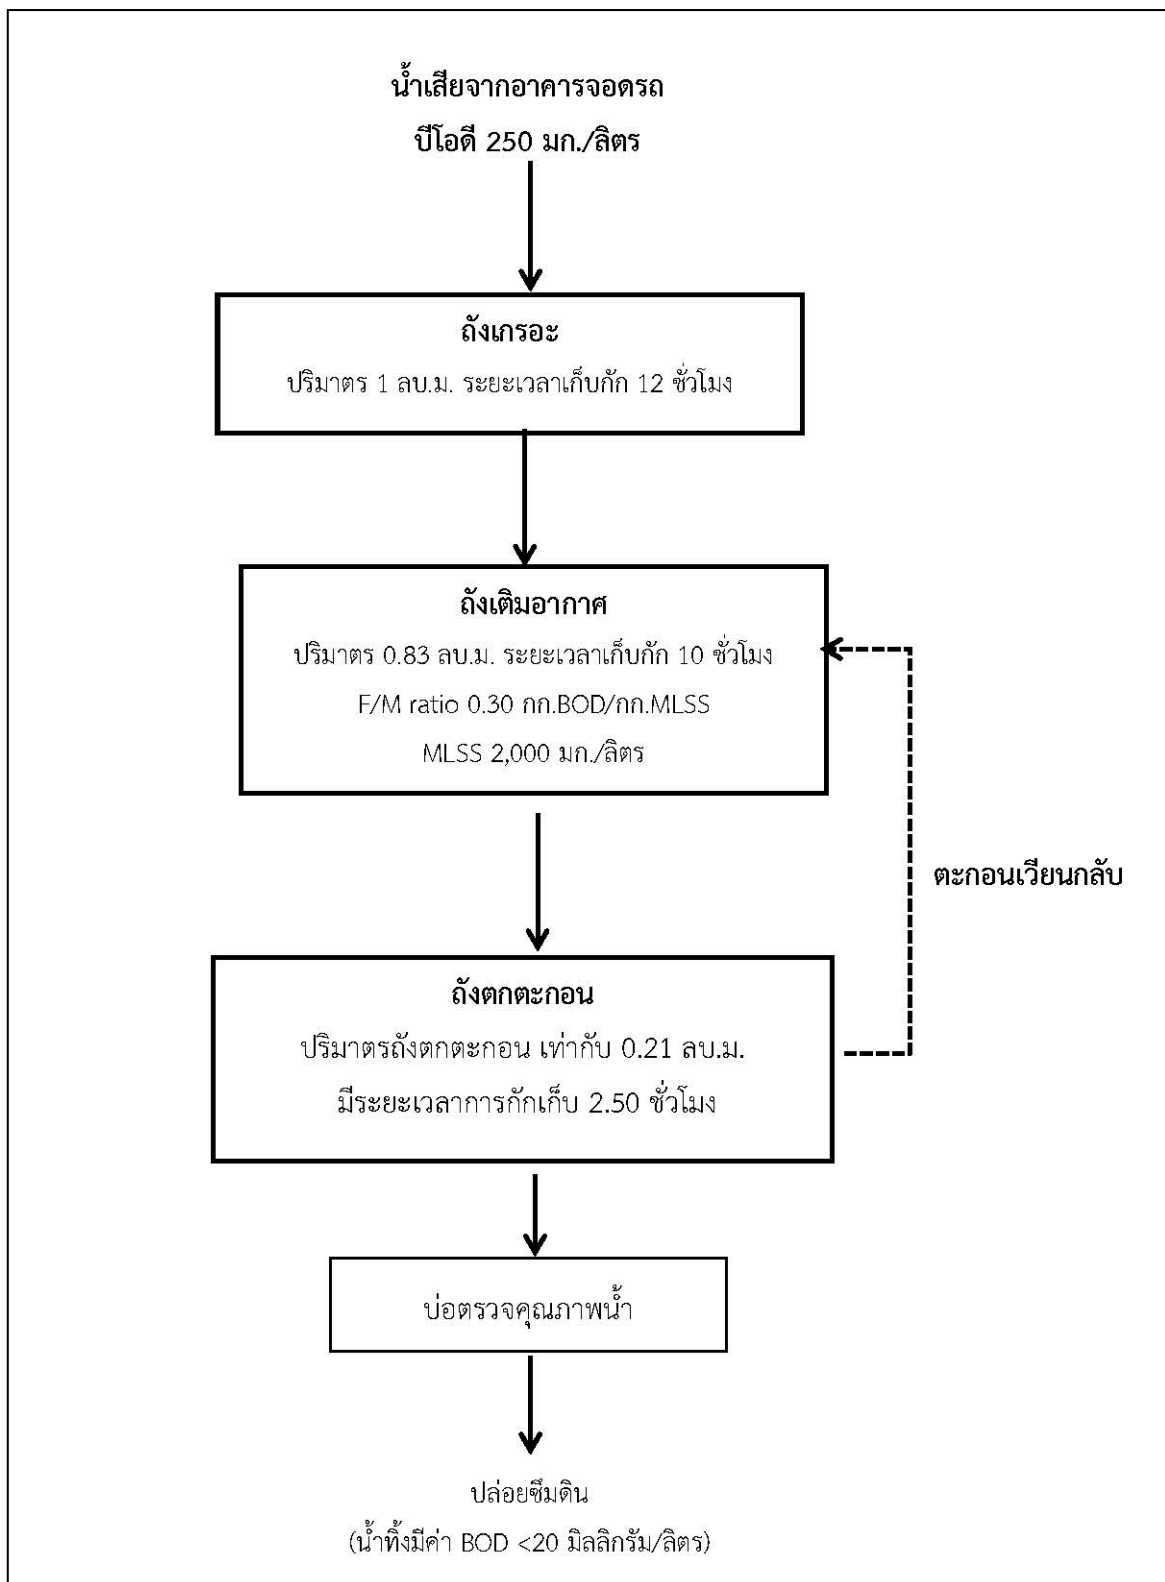 น้ำเสียจากอาคารจอดรถ
บีโอดี 250 มก./ลิตร
ถังเกรอะ
ปริมาตร 1 ลบ.ม. ระยะเวลาเก็บกัก 12 ชั่วโมง
ถังเติมอากาศ
ปริมาตร 0.83 ลบ.ม. ระยะเวลาเก็บกัก 10 ชั่วโมง
F/M ratio 0.30 กก.BOD/กก.MLSS
MLSS 2,000 มก./ลิตร
ตะกอนเวียนกลับ
ถังตกตะกอน
ปริมาตรถังตกตะกอน เท่ากับ 0.21 ลบ.ม.
มีระยะเวลาการกักเก็บ 2.50 ชั่วโมง
บ่อตรวจคุณภาพน้ำ
ปล่อยซึมดิน
(น้ำทิ้งมีค่า BOD <20 มิลลิกรัม/ลิตร)